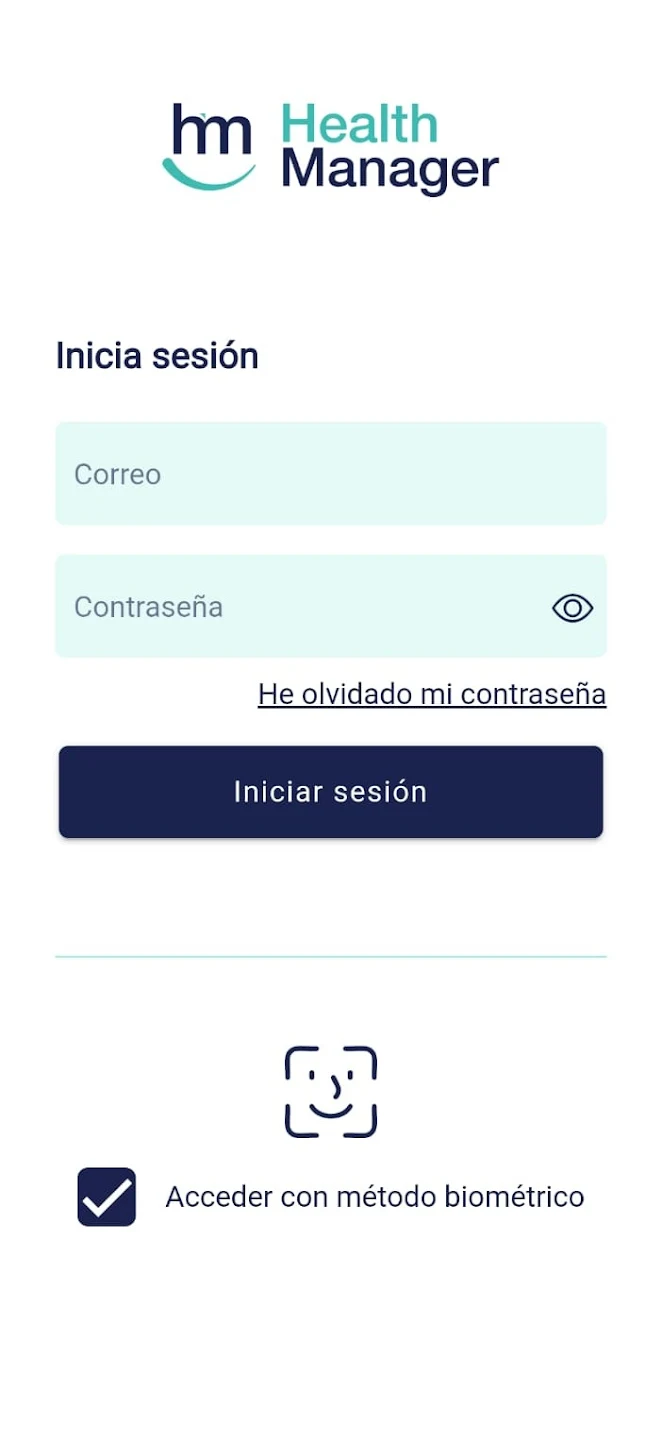 hm Health
Manager
Inicia sesión
Correo
Contraseña
He olvidado mi contraseña
Iniciar sesión
Acceder con método biométrico